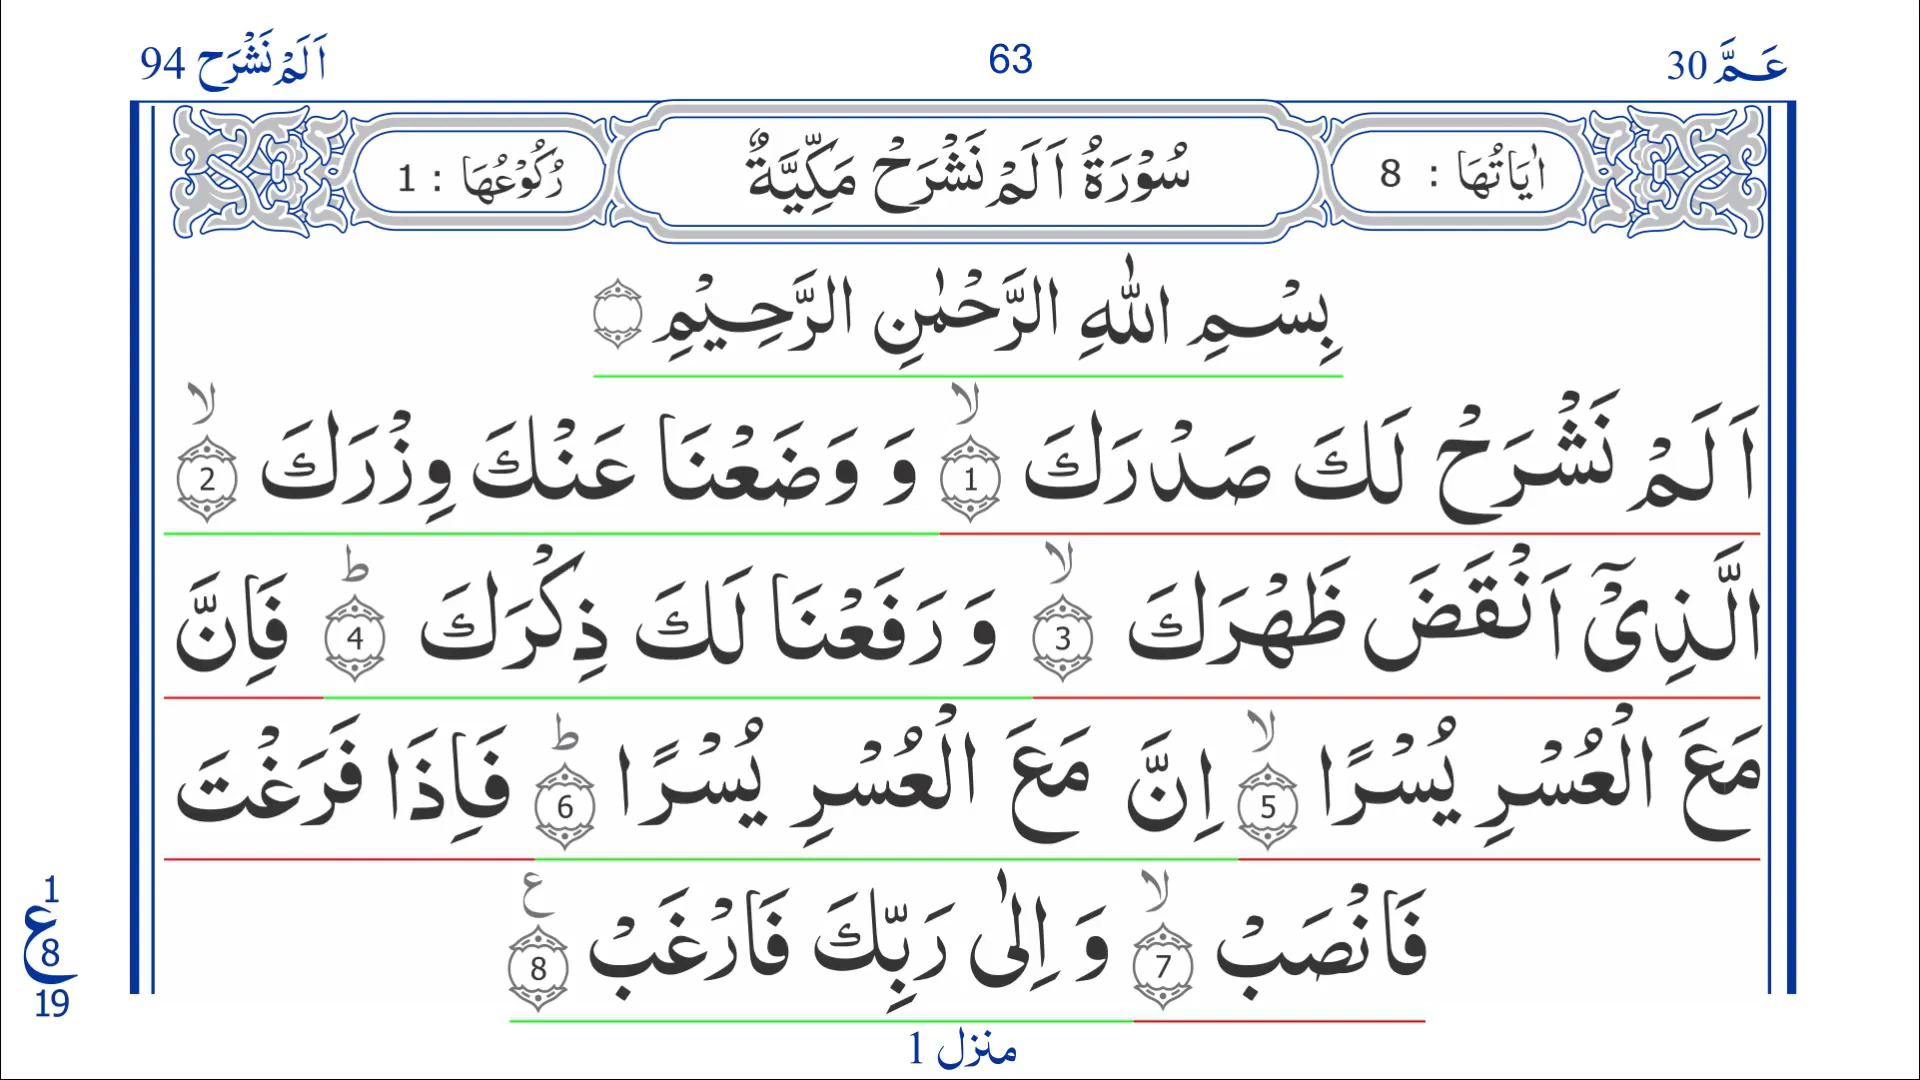 عَمَّ 30 63 اَلَمْ نَشْرَح 94
اٰيَاتُهَا : 8 سُوْرَةُ اَلَمْ نَشْرَحْ مَكِّيَّةٌ رُكُوْعُهَا : 1
بِسْمِ اللّٰهِ الرَّحْمٰنِ الرَّحِيْمِ
اَلَمْ نَشْرَحْ لَكَ صَدْرَكَ ۙ 1 وَ وَضَعْنَا عَنْكَ وِزْرَكَ ۙ 2
الَّذِىْۤ اَنْقَضَ ظَهْرَكَ ۙ 3 وَ رَفَعْنَا لَكَ ذِكْرَكَ ؕ 4 فَاِنَّ
مَعَ الْعُسْرِ يُسْرًا ۙ 5 اِنَّ مَعَ الْعُسْرِ يُسْرًا ؕ 6 فَاِذَا فَرَغْتَ
فَانْصَبْ ۙ 7 وَ اِلٰى رَبِّكَ فَارْغَبْ ع 8
1
ع 8
19
منزل 1